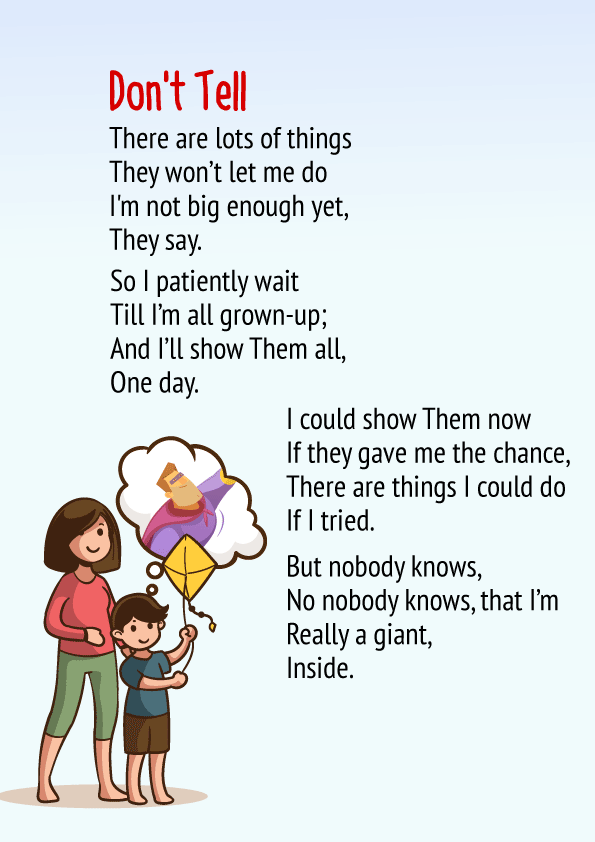 Don't Tell
There are lots of things
They won’t let me do
I'm not big enough yet,
They say.
So I patiently wait
Till I’m all grown-up;
And I’ll show Them all,
One day.
I could show Them now
If they gave me the chance,
There are things I could do
If I tried.
But nobody knows,
No nobody knows, that I’m
Really a giant,
Inside.